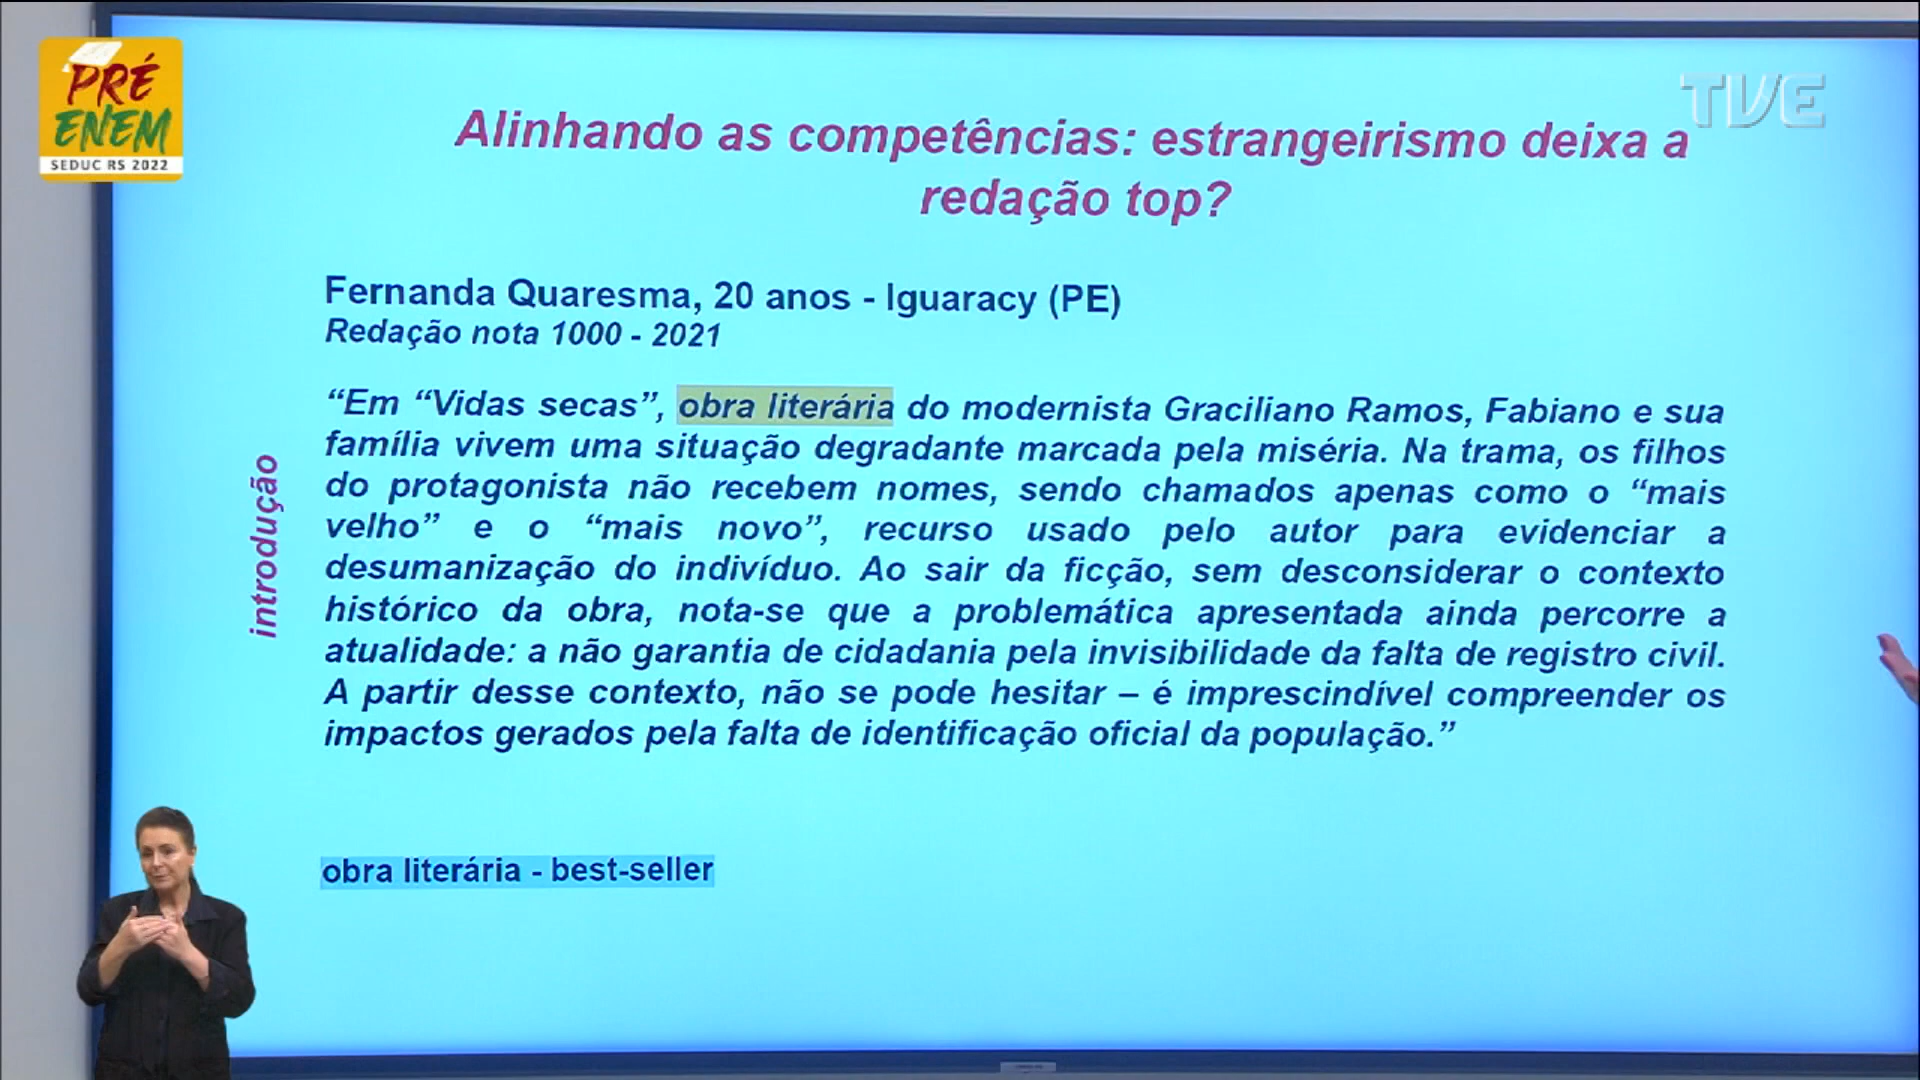 PRÉ
ENEM
SEDUC RS 2022
TVE
Alinhando as competências: estrangeirismo deixa a
redação top?
Fernanda Quaresma, 20 anos - Iguaracy (PE)
Redação nota 1000 - 2021
introdução
“Em “Vidas secas”, obra literária do modernista Graciliano Ramos, Fabiano e sua
família vivem uma situação degradante marcada pela miséria. Na trama, os filhos
do protagonista não recebem nomes, sendo chamados apenas como o “mais
velho” e o “mais novo”, recurso usado pelo autor para evidenciar a
desumanização do indivíduo. Ao sair da ficção, sem desconsiderar o contexto
histórico da obra, nota-se que a problemática apresentada ainda percorre a
atualidade: a não garantia de cidadania pela invisibilidade da falta de registro civil.
A partir desse contexto, não se pode hesitar – é imprescindível compreender os
impactos gerados pela falta de identificação oficial da população.”
obra literária - best-seller